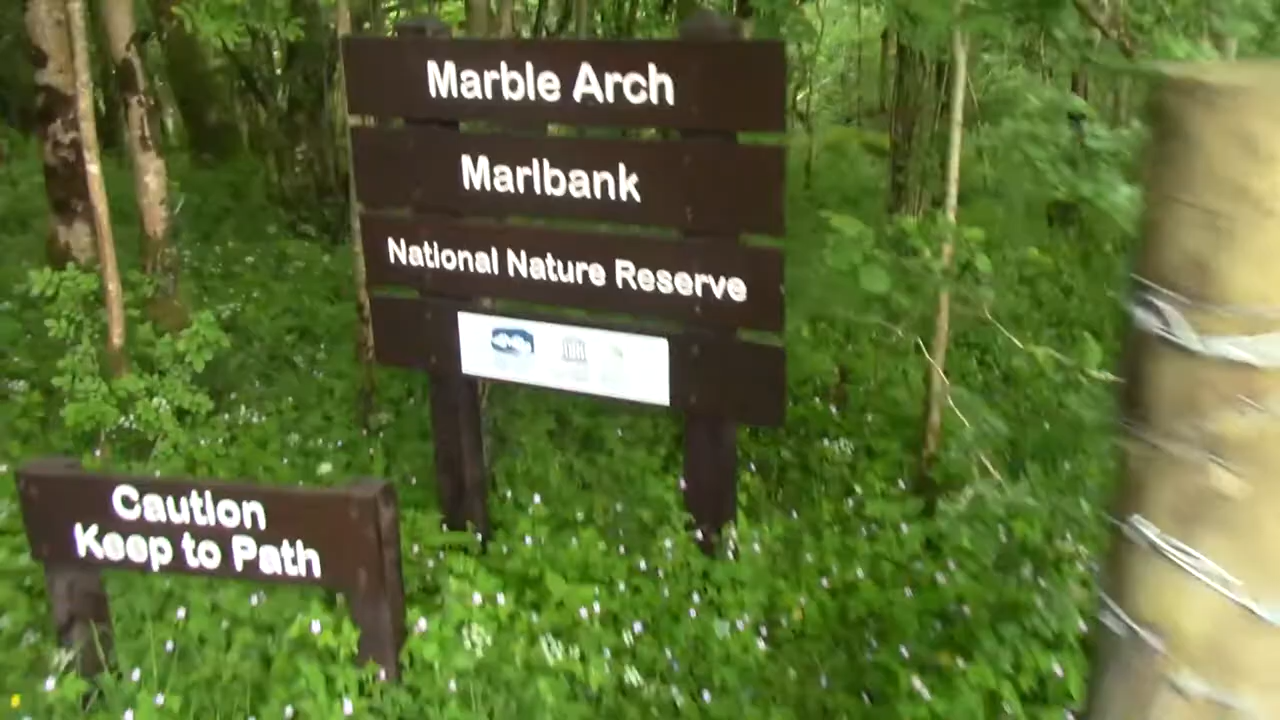 Marble Arch
Marlbank
National Nature Reserve
Caution
Keep to Path